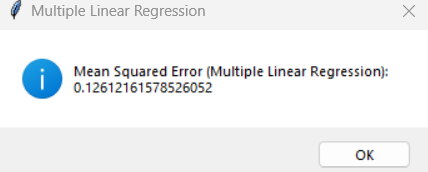 Multiple Linear Regression
Mean Squared Error (Multiple Linear Regression):
0.12612161578526052
OK